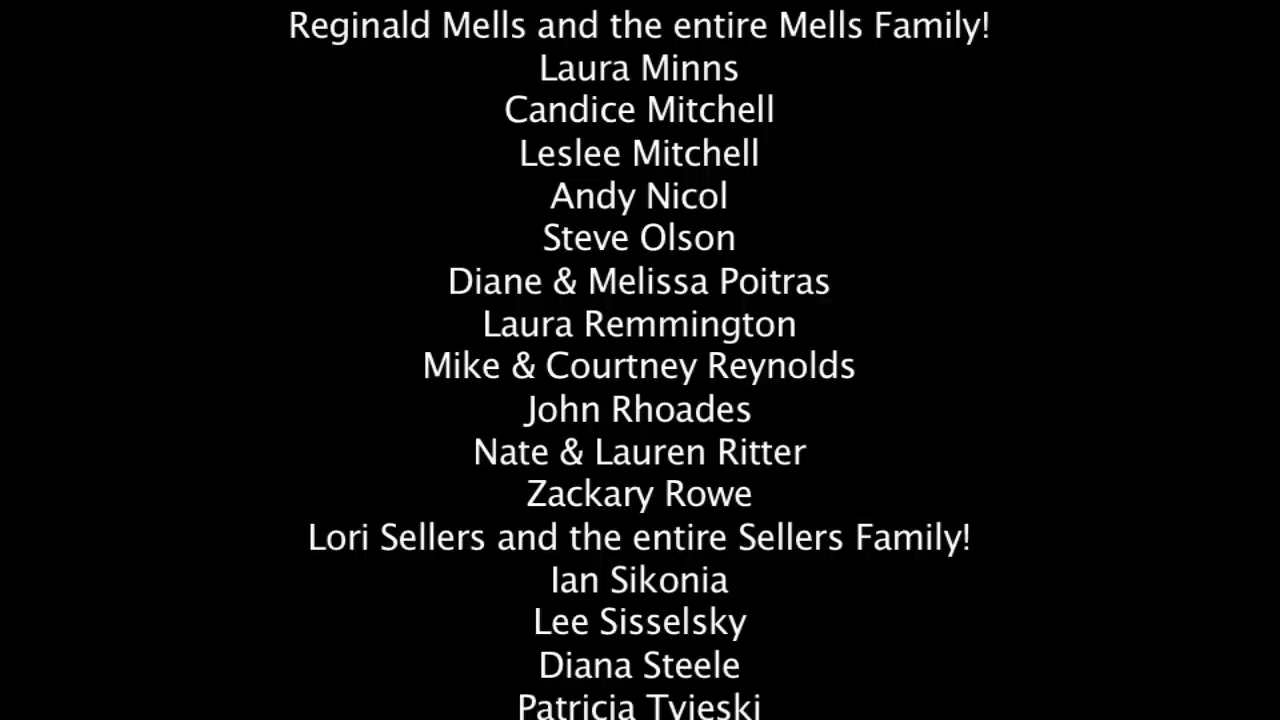 Reginald Mells and the entire Mells Family!
Laura Minns
Candice Mitchell
Leslee Mitchell
Andy Nicol
Steve Olson
Diane & Melissa Poitras
Laura Remmington
Mike & Courtney Reynolds
John Rhoades
Nate & Lauren Ritter
Zackary Rowe
Lori Sellers and the entire Sellers Family!
Ian Sikonia
Lee Sisselsky
Diana Steele
Patricia